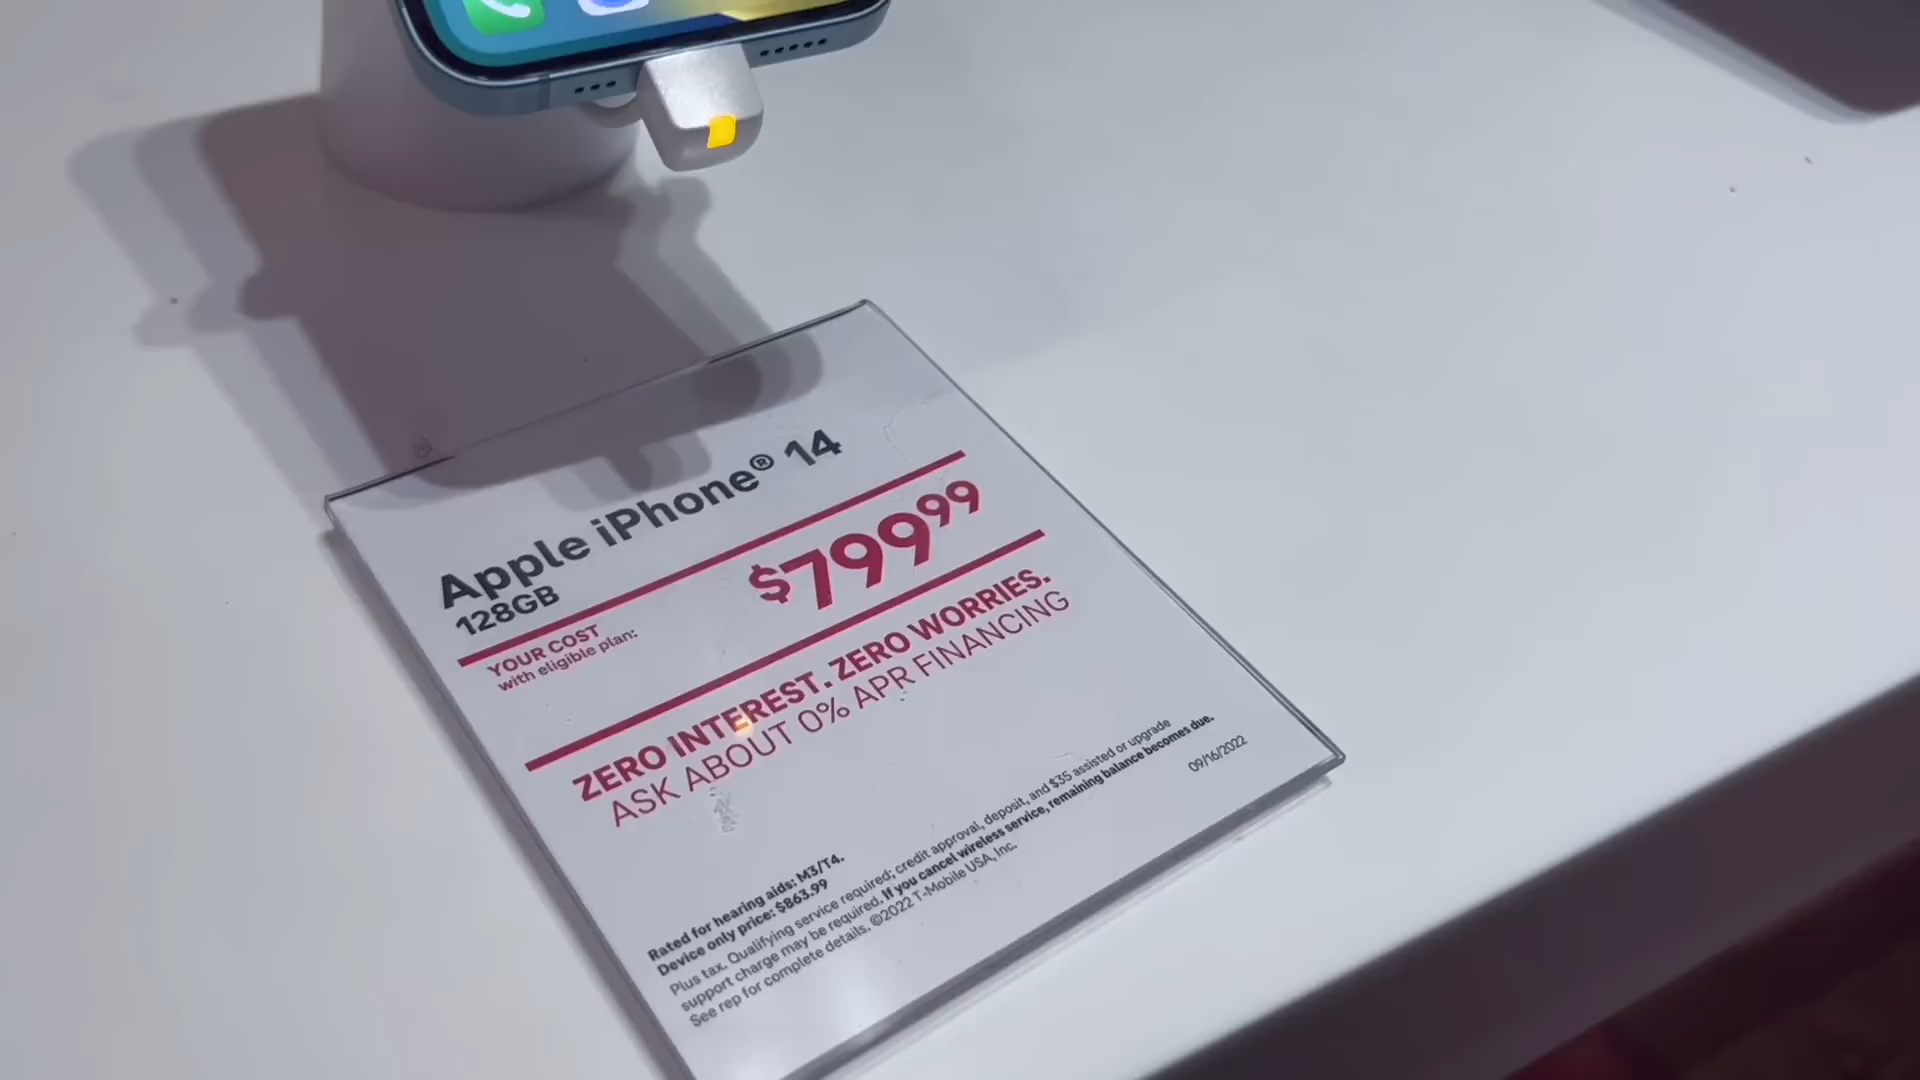 Apple iPhone® 14
128GB
YOUR COST
with eligible plan:
$799⁹⁹
ZERO INTEREST. ZERO WORRIES.
ASK ABOUT 0% APR FINANCING
Rated for hearing aids: M3/T4.
Device only price: $863.99
Plus tax. Qualifying service required; credit approval, deposit, and $35 assisted or upgrade
support charge may be required. If you cancel wireless service, remaining balance becomes due.
See rep for complete details. ©2022 T-Mobile USA, Inc.
09/16/2022